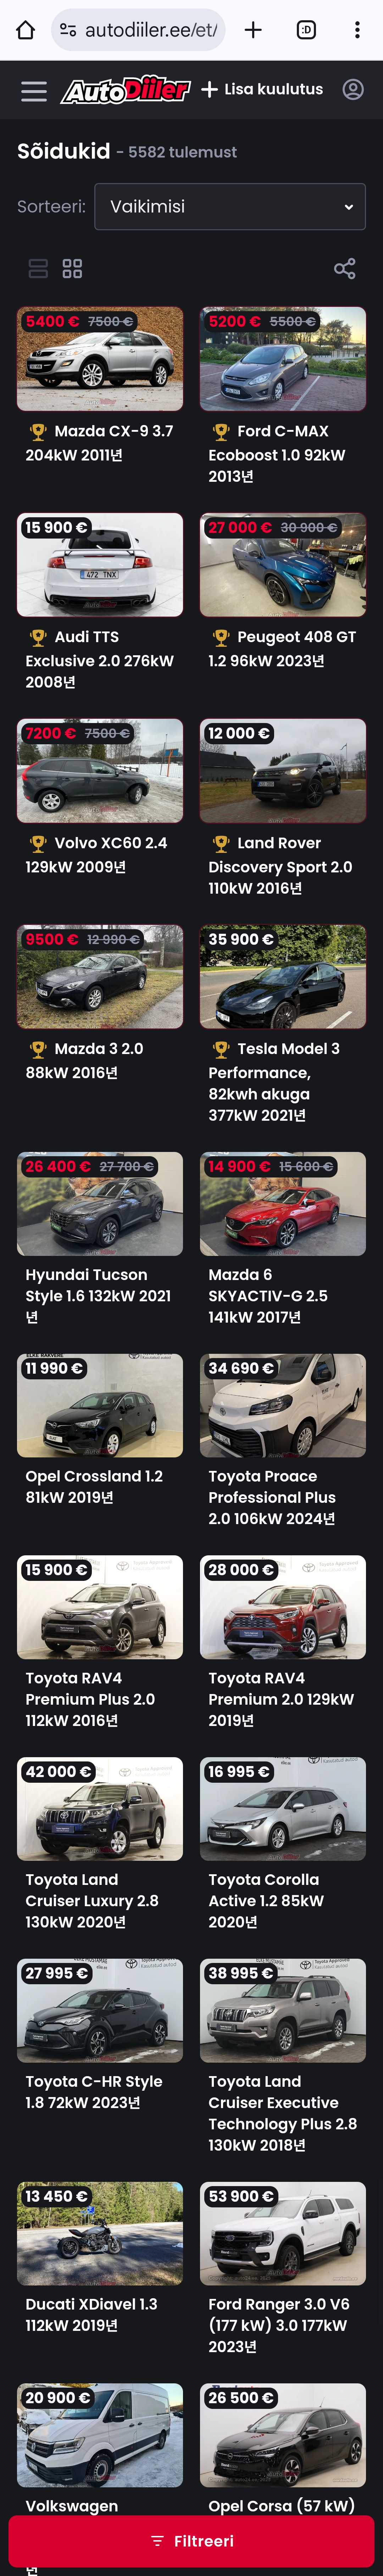 autodiiler.ee/et/
:D
AutoDiiler
Lisa kuulutus
Sõidukid - 5582 tulemust
Sorteeri:
Vaikimisi
5400 € 7500 €
Mazda CX-9 3.7
204kW 2011년
5200 € 5500 €
Ford C-MAX
Ecoboost 1.0 92kW
2013년
15 900 €
472 TNX
Audi TTS
Exclusive 2.0 276kW
2008년
27 000 € 30 900 €
Peugeot 408 GT
1.2 96kW 2023년
7200 € 7500 €
Volvo XC60 2.4
129kW 2009년
12 000 €
Land Rover
Discovery Sport 2.0
110kW 2016년
9500 € 12 990 €
Mazda 3 2.0
88kW 2016년
35 900 €
Tesla Model 3
Performance,
82kwh akuga
377kW 2021년
26 400 € 27 700 €
Hyundai Tucson
Style 1.6 132kW 2021
년
14 900 € 15 600 €
Mazda 6
SKYACTIV-G 2.5
141kW 2017년
11 990 €
Opel Crossland 1.2
81kW 2019년
34 690 €
Toyota Proace
Professional Plus
2.0 106kW 2024년
15 900 €
Toyota RAV4
Premium Plus 2.0
112kW 2016년
28 000 €
Toyota RAV4
Premium 2.0 129kW
2019년
42 000 €
Toyota Land
Cruiser Luxury 2.8
130kW 2020년
16 995 €
Toyota Corolla
Active 1.2 85kW
2020년
27 995 €
Toyota C-HR Style
1.8 72kW 2023년
38 995 €
Toyota Land
Cruiser Executive
Technology Plus 2.8
130kW 2018년
13 450 €
Ducati XDiavel 1.3
112kW 2019년
53 900 €
Ford Ranger 3.0 V6
(177 kW) 3.0 177kW
2023년
20 900 €
Volkswagen
26 500 €
Opel Corsa (57 kW)
Filtreeri
년